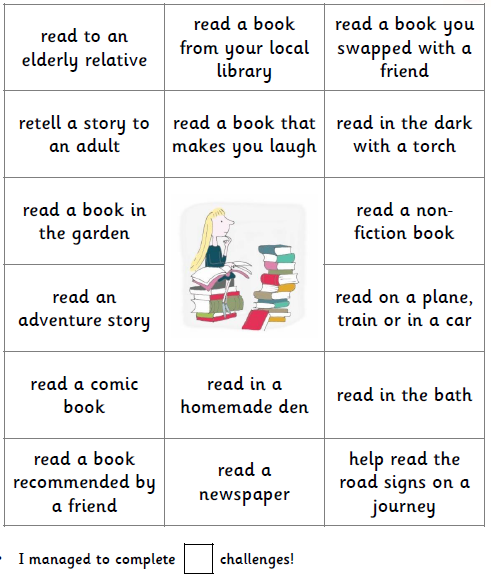 read to an
elderly relative
read a book
from your local
library
read a book you
swapped with a
friend
retell a story to
an adult
read a book that
makes you laugh
read in the dark
with a torch
read a book in
the garden
read a non-
fiction book
read an
adventure story
read on a plane,
train or in a car
read a comic
book
read in a
homemade den
read in the bath
read a book
recommended by
a friend
read a
newspaper
help read the
road signs on a
journey
I managed to complete challenges!